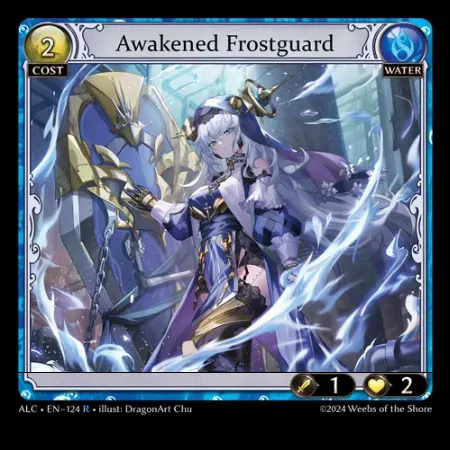 2
COST
Awakened Frostguard
WATER
1
2
ALC • EN–124 R • illust: DragonArt Chu
©2024 Weebs of the Shore